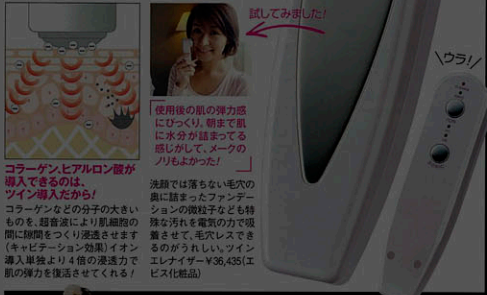 試してみました！
ウラ！
使用後の肌の弾力感
にびっくり。朝まで肌
に水分が詰まってる
感じがして、メークの
ノリもよかった！
コラーゲン、ヒアルロン酸が
導入できるのは、
ツイン導入だから！
コラーゲンなどの分子の大きい
ものを、超音波により肌細胞の
間に隙間をつくり浸透させます
（キャビテーション効果）イオン
導入単独より4倍の浸透力で
肌の弾力を復活させてくれる！
洗顔では落ちない毛穴の
奥に詰まったファンデー
ションの微粒子なども特
殊な汚れを電気の力で吸
着させて、毛穴レスでき
るのがうれしい。ツイン
エレナイザー￥36,435（エ
ビス化粧品）